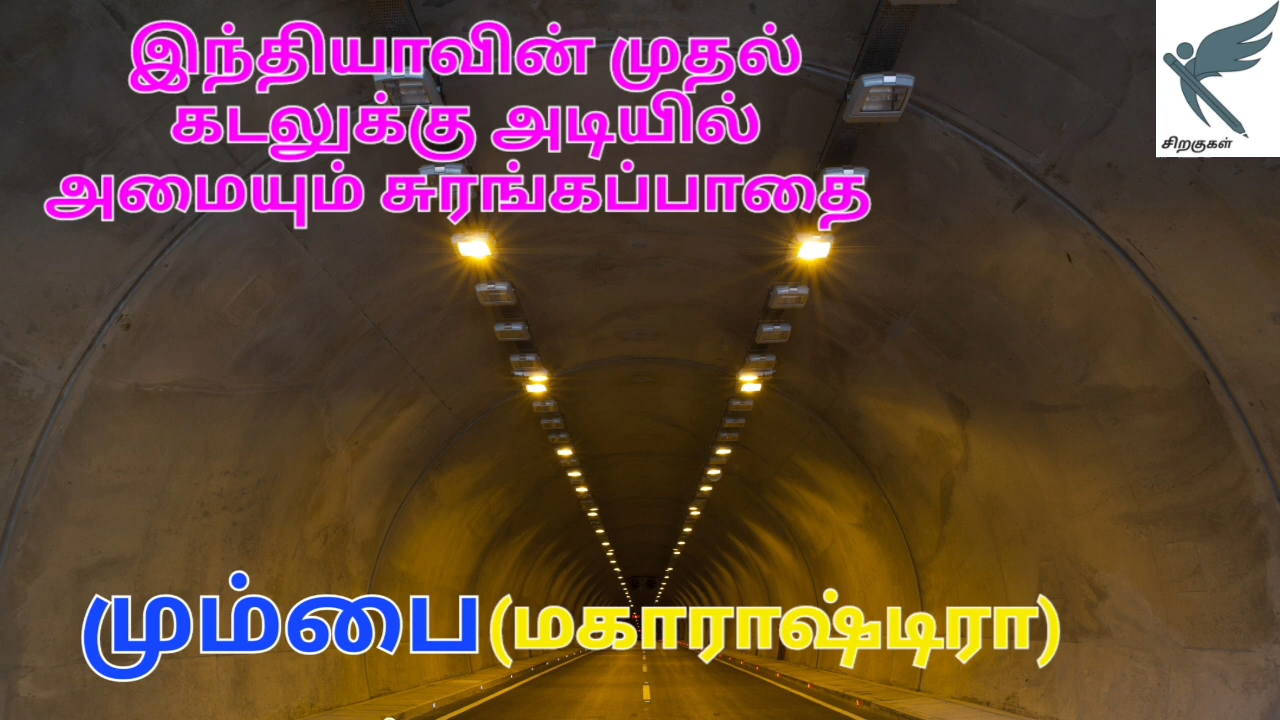 இந்தியாவின் முதல்
கடலுக்கு அடியில்
அமையும் சுரங்கப்பாதை
சிறகுகள்
மும்பை (மகாராஷ்டிரா)